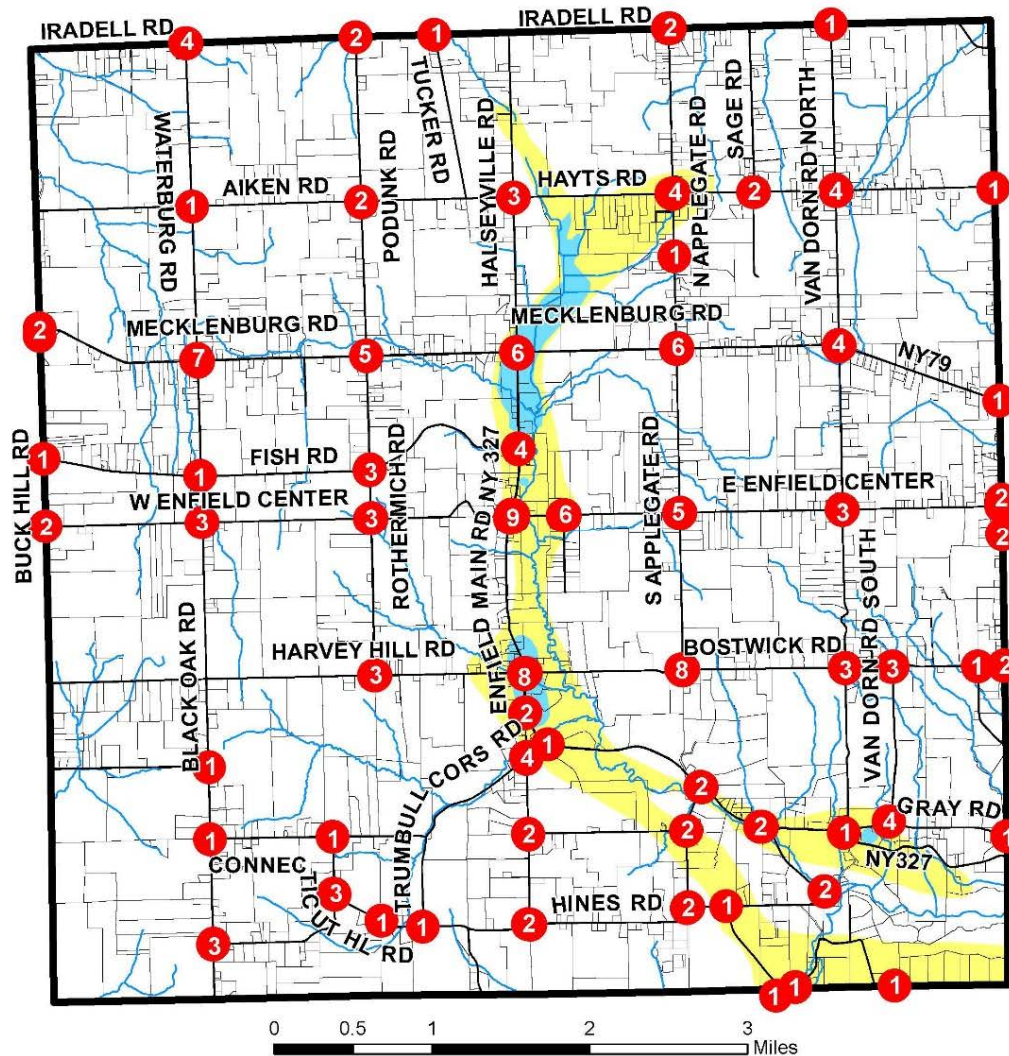 IRADELL RD
4
2
1
IRADELL RD
2
1
TUCKER RD
SAGE RD
WATERBURG RD
PODUNK RD
HALSEYVILLE RD
N APPLEGATE RD
VAN DORN RD NORTH
AIKEN RD
HAYTS RD
1
2
3
4
2
4
1
1
MECKLENBURG RD
MECKLENBURG RD
2
7
5
6
6
4
NY79
1
BUCK HILL RD
FISH RD
1
1
3
4
ROTHERMICH RD
ENFIELD MAIN RD NY 327
S APPLEGATE RD
W ENFIELD CENTER
E ENFIELD CENTER
2
3
3
9
6
5
3
2
2
BLACK OAK RD
VAN DORN RD SOUTH
HARVEY HILL RD
BOSTWICK RD
3
8
8
3
3
1
2
2
1
4
1
TRUMBULL CORS RD
2
GRAY RD
1
1
2
2
2
1
4
1
NY327
CONNEC
TICUT HL RD
3
2
HINES RD
1
1
2
2
1
3
1
1
1
0 0.5 1 2 3
Miles